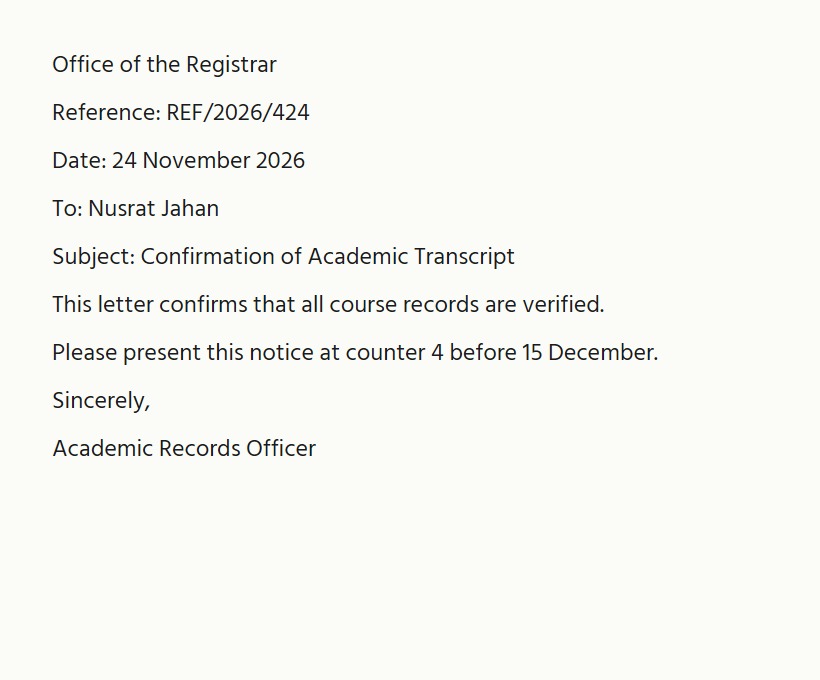 Office of the Registrar
Reference: REF/2026/424
Date: 24 November 2026
To: Nusrat Jahan
Subject: Confirmation of Academic Transcript
This letter confirms that all course records are verified.
Please present this notice at counter 4 before 15 December.
Sincerely,
Academic Records Officer